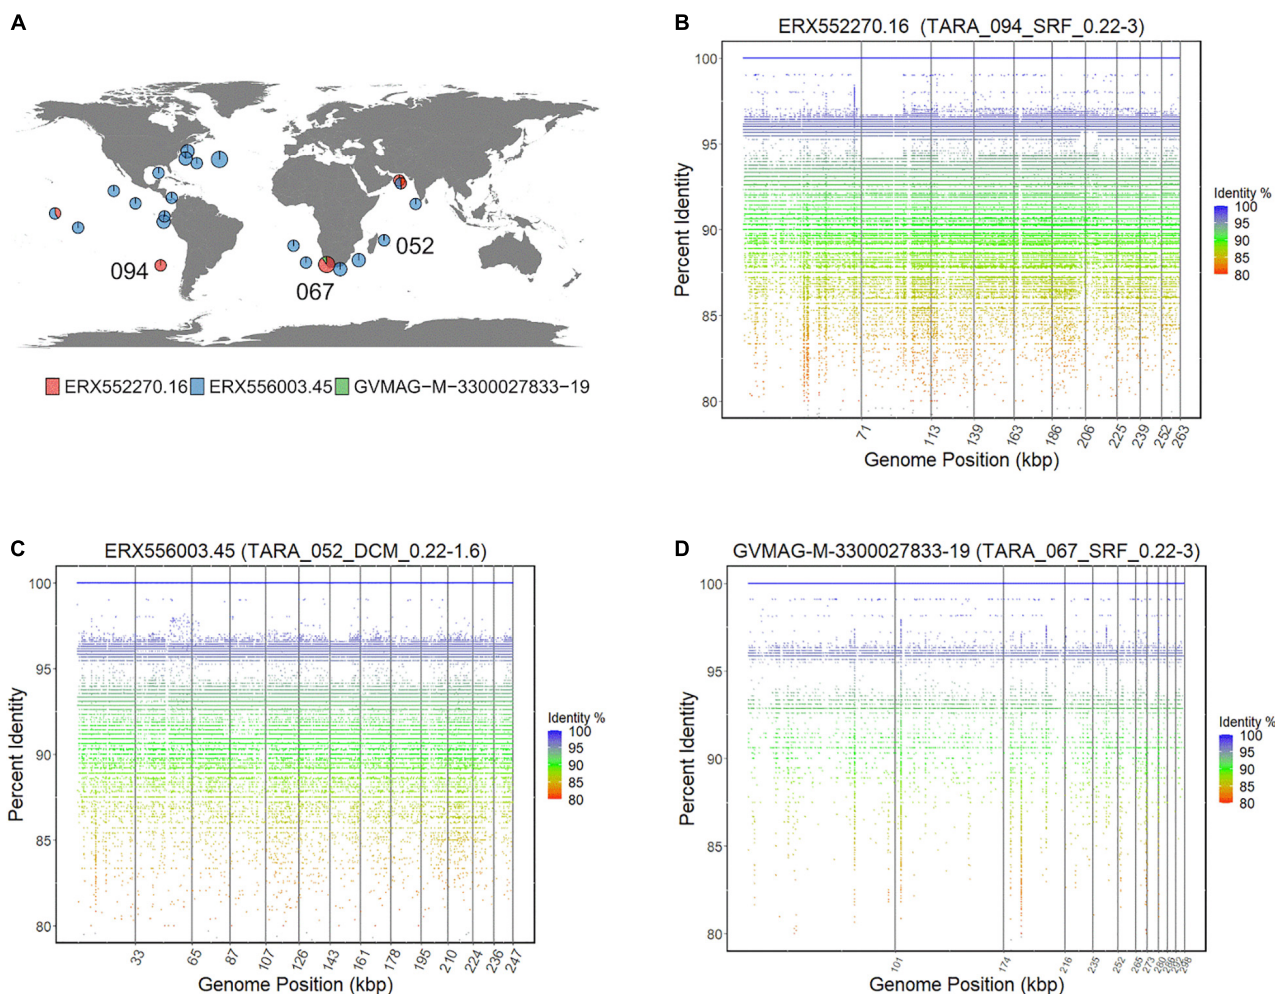 A
094
067
052
ERX552270.16 ERX556003.45 GVMAG-M-3300027833-19
B
ERX552270.16 (TARA_094_SRF_0.22-3)
Percent Identity
100
95
90
85
80
71 113 139 163 186 206 225 239 252 263
Genome Position (kbp)
Identity %
100
95
90
85
80
C
ERX556003.45 (TARA_052_DCM_0.22-1.6)
Percent Identity
100
95
90
85
80
33 65 87 107 126 143 161 178 195 210 224 236 247
Genome Position (kbp)
Identity %
100
95
90
85
80
D
GVMAG-M-3300027833-19 (TARA_067_SRF_0.22-3)
Percent Identity
100
95
90
85
80
101 174 216 235 252 265 273 280 292 298
Genome Position (kbp)
Identity %
100
95
90
85
80